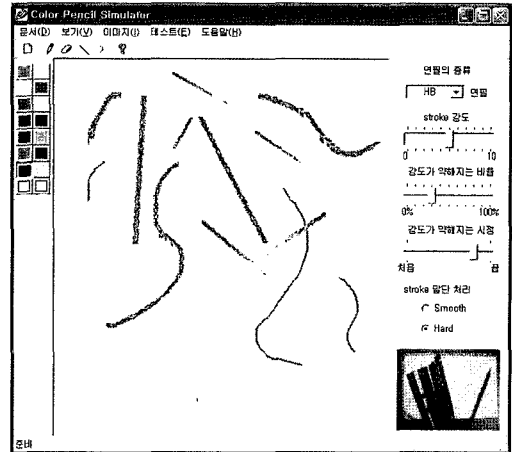 Color Pencil Simulator
문서(D) 보기(V) 이미지(I) 테스트(E) 도움말(H)
연필의 종류
HB 연필
stroke 강도
0 10
강도가 약해지는 비율
0% 100%
강도가 약해지는 시점
처음 끝
stroke 말단 처리
Smooth
Hard
준비